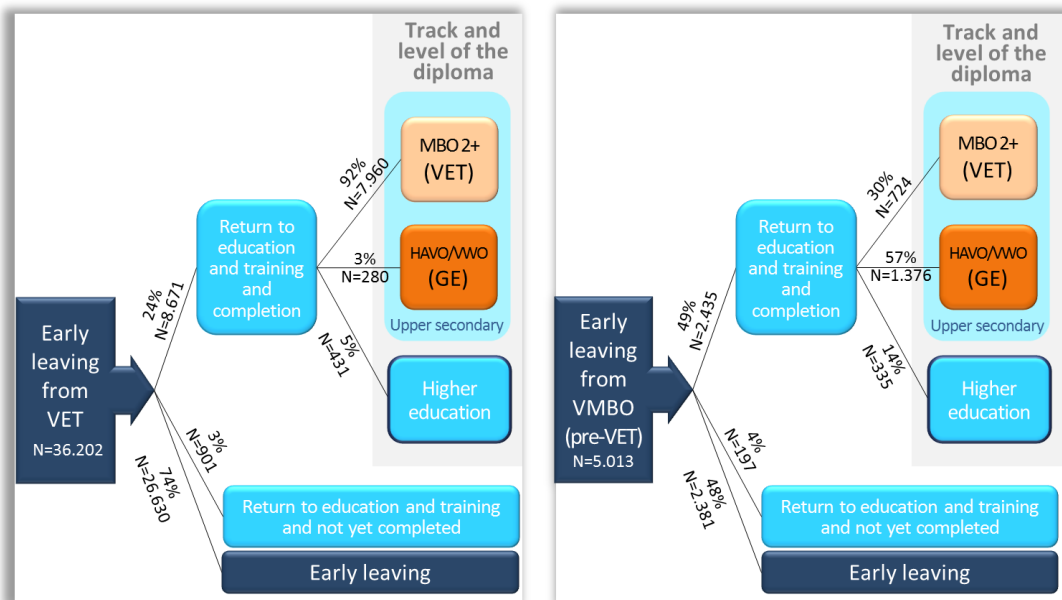 Track and
level of the
diploma
MBO 2+
(VET)
92%
N=7.960
Return to
education
and training
and
completion
3%
N=280
HAVO/VWO
(GE)
Upper secondary
24%
N=8.671
5%
N=431
Higher
education
Early
leaving
from
VET
N=36.202
3%
N=901
74%
N=26.630
Return to education and training
and not yet completed
Early leaving
Track and
level of the
diploma
MBO 2+
(VET)
30%
N=724
Return to
education
and training
and
completion
57%
N=1.376
HAVO/VWO
(GE)
Upper secondary
49%
N=2.435
14%
N=335
Higher
education
Early
leaving
from
VMBO
(pre-VET)
N=5.013
4%
N=197
48%
N=2.381
Return to education and training
and not yet completed
Early leaving